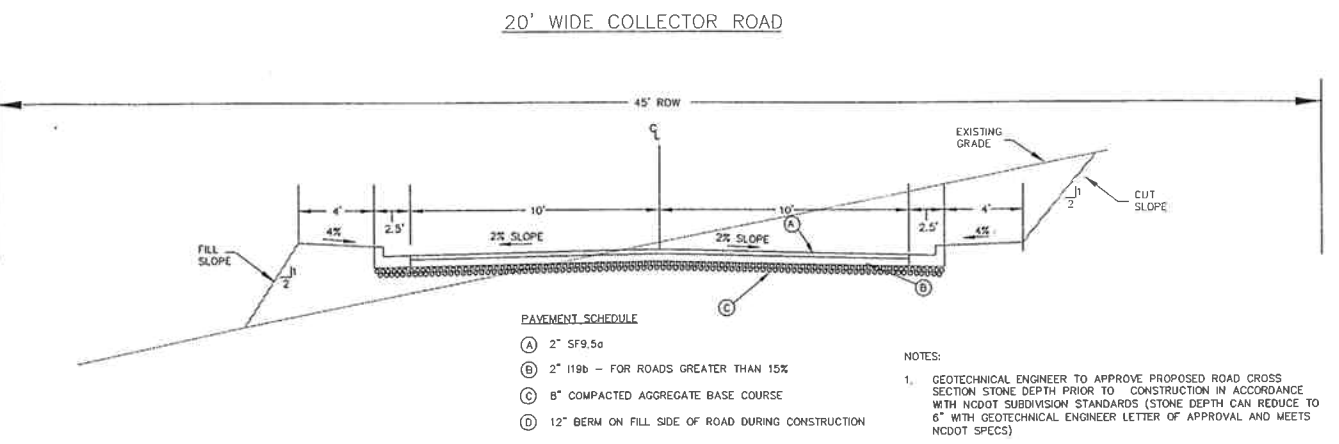 20' WIDE COLLECTOR ROAD
45' ROW
℄
EXISTING
GRADE
CUT
SLOPE
1
2
4'
2.5'
10'
10'
2.5'
4'
4%
2% SLOPE
2% SLOPE
A
4%
FILL
SLOPE
1
2
B
C
PAVEMENT SCHEDULE
A 2" SF9.5a
B 2" I19b – FOR ROADS GREATER THAN 15%
C 8" COMPACTED AGGREGATE BASE COURSE
D 12" BERM ON FILL SIDE OF ROAD DURING CONSTRUCTION
NOTES:
1. GEOTECHNICAL ENGINEER TO APPROVE PROPOSED ROAD CROSS
SECTION STONE DEPTH PRIOR TO CONSTRUCTION IN ACCORDANCE
WITH NCDOT SUBDIVISION STANDARDS (STONE DEPTH CAN REDUCE TO
6" WITH GEOTECHNICAL ENGINEER LETTER OF APPROVAL AND MEETS
NCDOT SPECS)